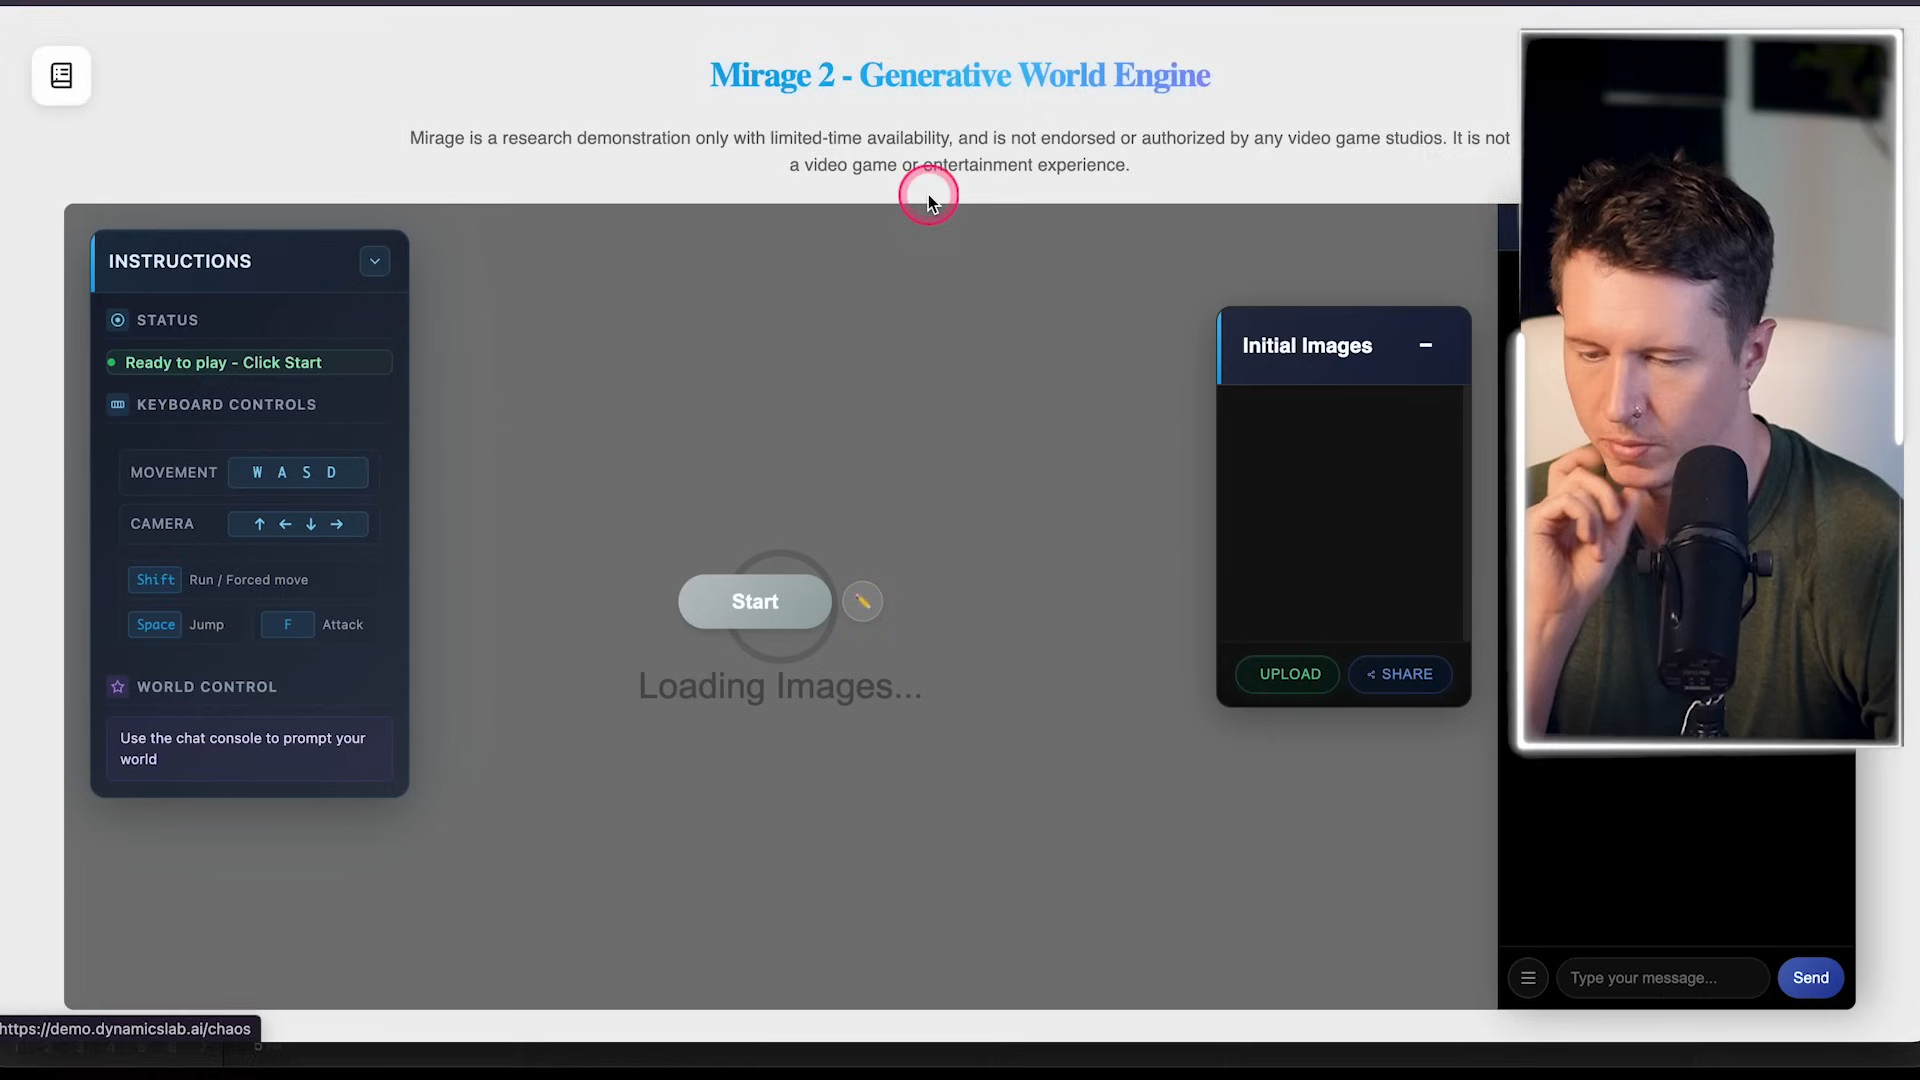 Mirage 2 - Generative World Engine
Mirage is a research demonstration only with limited-time availability, and is not endorsed or authorized by any video game studios. It is not
a video game or entertainment experience.
INSTRUCTIONS
STATUS
Ready to play - Click Start
KEYBOARD CONTROLS
MOVEMENT W A S D
CAMERA ↑ ← ↓ →
Shift Run / Forced move
Space Jump F Attack
WORLD CONTROL
Use the chat console to prompt your
world
Start
Loading Images...
Initial Images
UPLOAD SHARE
Type your message... Send
https://demo.dynamicslab.ai/chaos